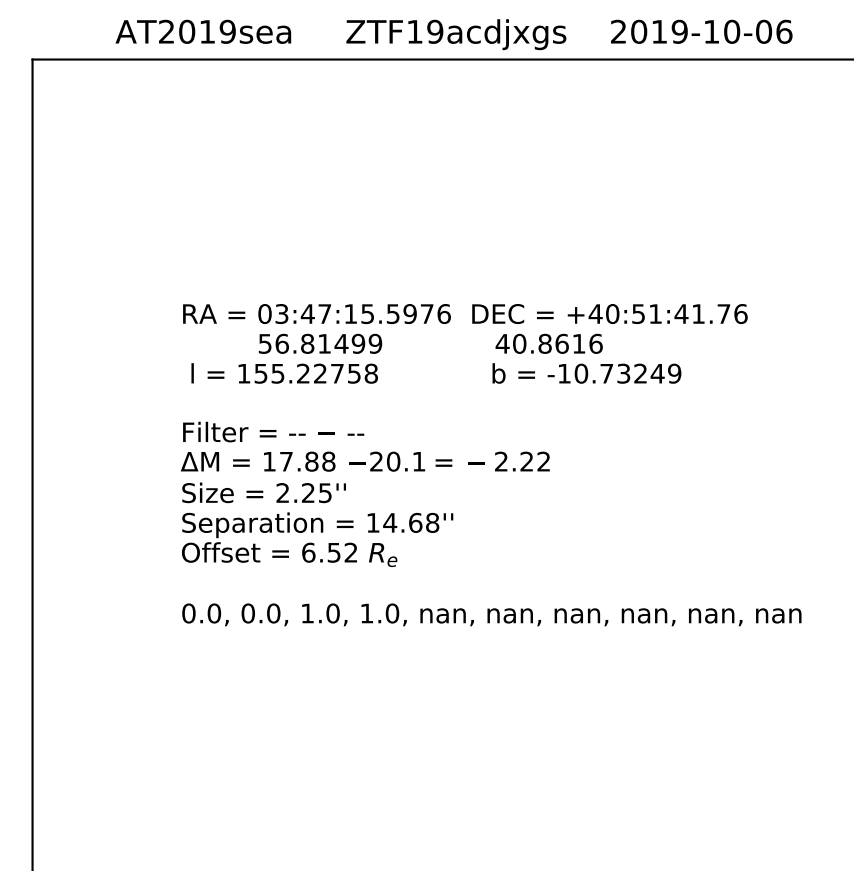 AT2019sea ZTF19acdjxgs 2019-10-06
RA = 03:47:15.5976 DEC = +40:51:41.76
56.81499 40.8616
l = 155.22758 b = -10.73249
Filter = -- − --
ΔM = 17.88 −20.1 = − 2.22
Size = 2.25''
Separation = 14.68''
Offset = 6.52 Rₑ
0.0, 0.0, 1.0, 1.0, nan, nan, nan, nan, nan, nan